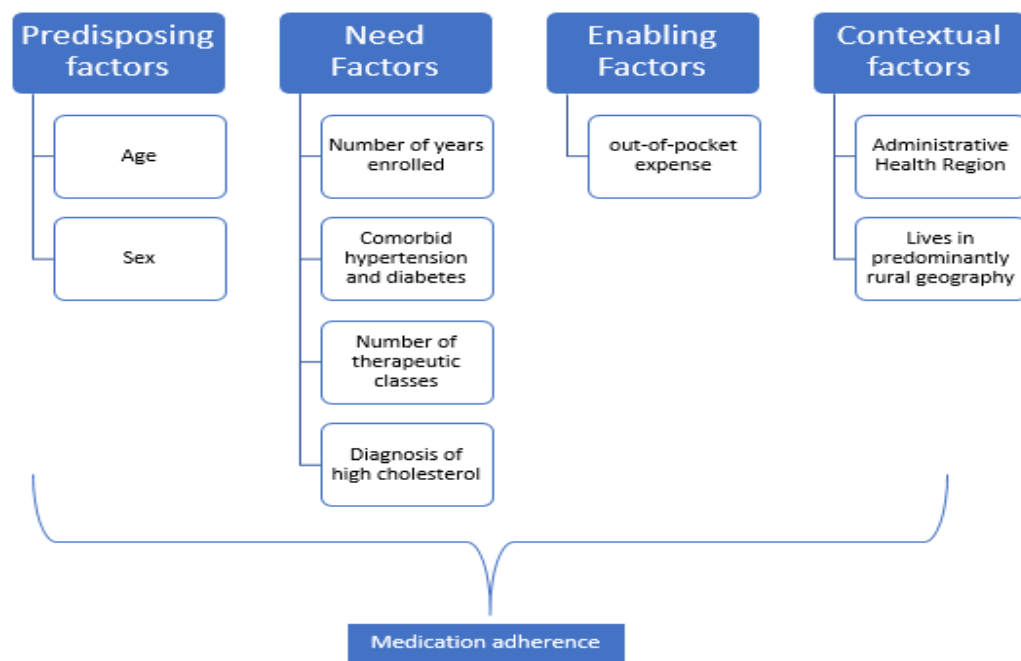 Predisposing
factors
Age
Sex
Need
Factors
Number of years
enrolled
Comorbid
hypertension
and diabetes
Number of
therapeutic
classes
Diagnosis of
high cholesterol
Enabling
Factors
out-of-pocket
expense
Contextual
factors
Administrative
Health Region
Lives in
predominantly
rural geography
Medication adherence